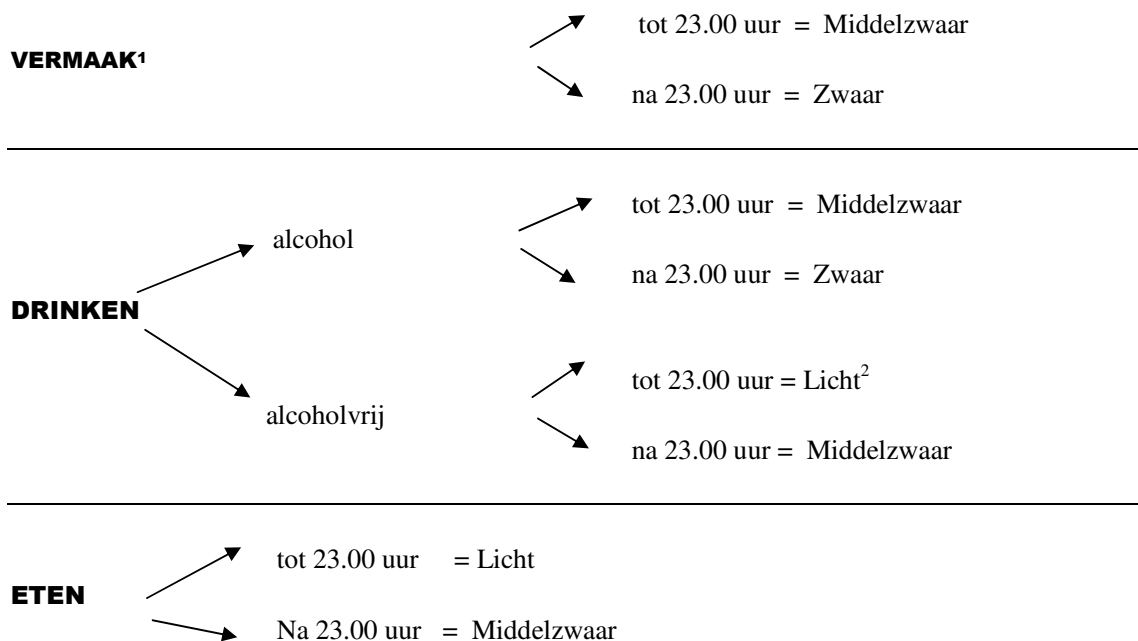 tot 23.00 uur = Middelzwaar
VERMAAK¹
na 23.00 uur = Zwaar
tot 23.00 uur = Middelzwaar
alcohol
na 23.00 uur = Zwaar
DRINKEN
tot 23.00 uur = Licht²
alcoholvrij
na 23.00 uur = Middelzwaar
tot 23.00 uur = Licht
ETEN
Na 23.00 uur = Middelzwaar